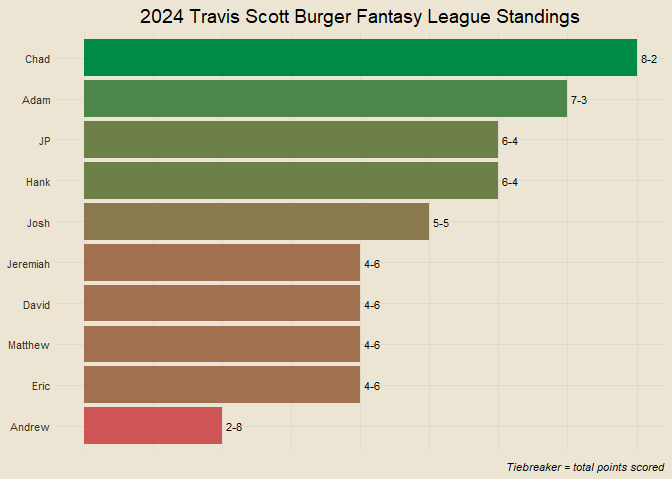 2024 Travis Scott Burger Fantasy League Standings
Chad 8-2
Adam 7-3
JP 6-4
Hank 6-4
Josh 5-5
Jeremiah 4-6
David 4-6
Matthew 4-6
Eric 4-6
Andrew 2-8
Tiebreaker = total points scored